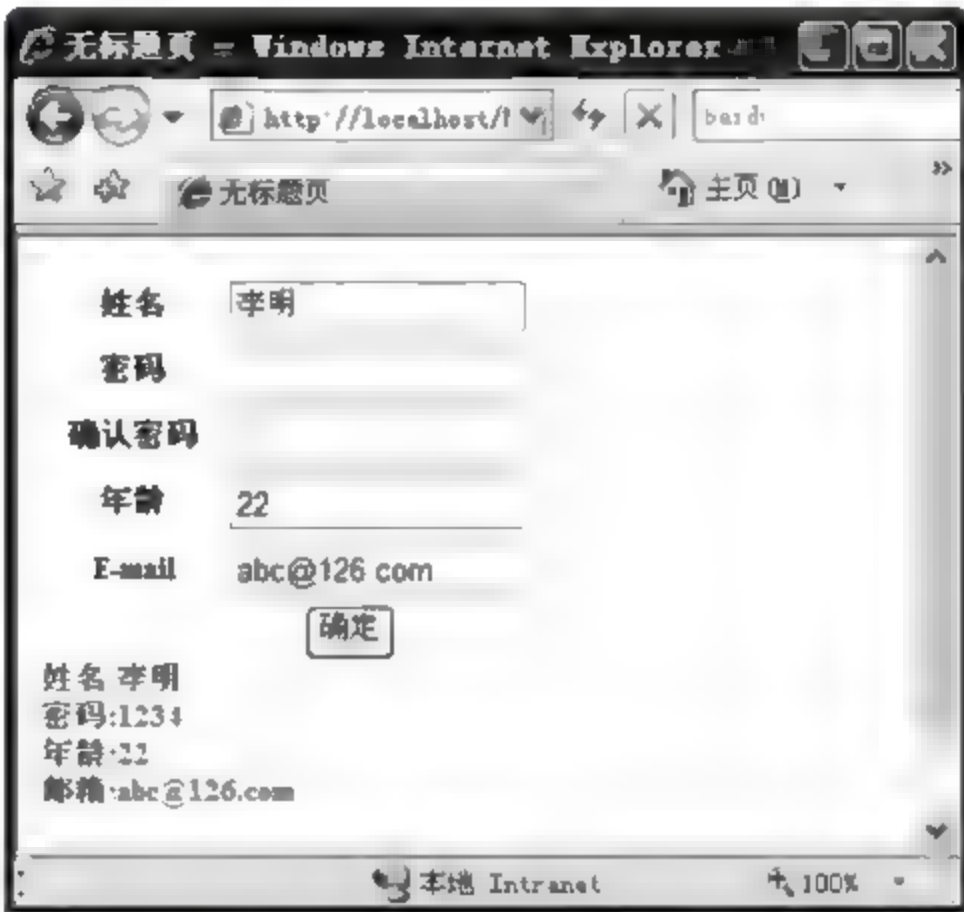 无标题页 - Windows Internet Explorer
http://localhost/
无标题页 主页(M)
姓名 李明
密码
确认密码
年龄 22
E-mail abc@126.com
确定
姓名:李明
密码:1234
年龄:22
邮箱:abc@126.com
本地 Intranet 100%